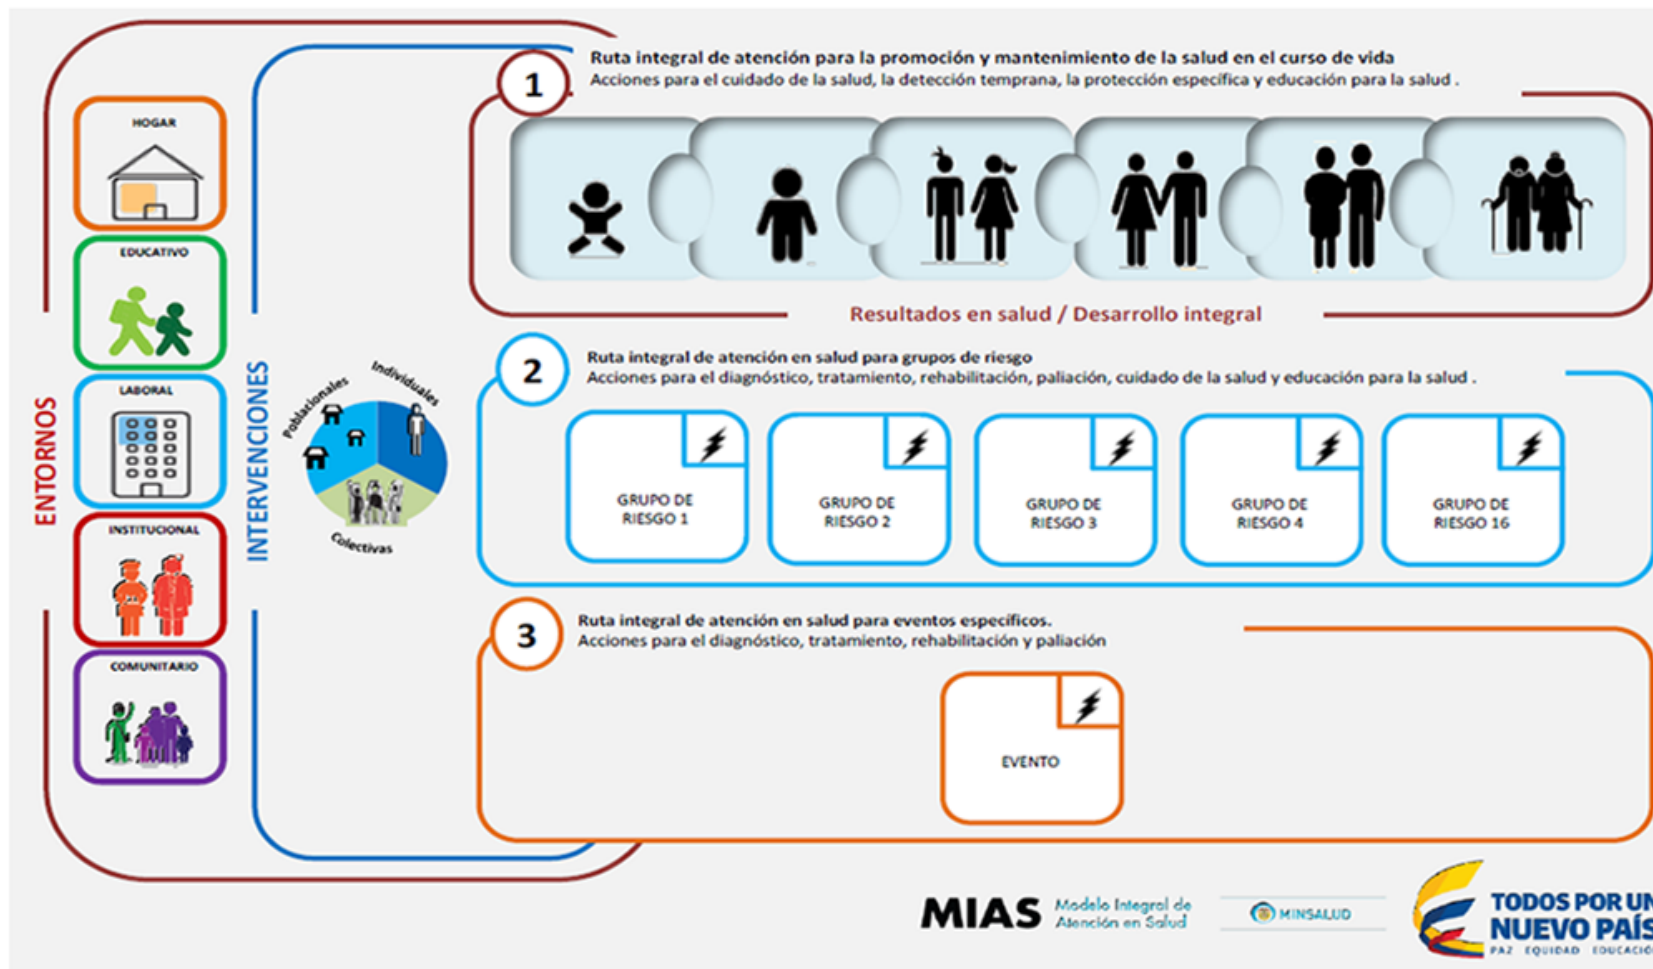 Ruta integral de atención para la promoción y mantenimiento de la salud en el curso de vida
Acciones para el cuidado de la salud, la detección temprana, la protección específica y educación para la salud .
1
HOGAR
EDUCATIVO
LABORAL
INSTITUCIONAL
COMUNITARIO
ENTORNOS
INTERVENCIONES
Poblacionales
Individuales
Colectivas
Resultados en salud / Desarrollo integral
2
Ruta integral de atención en salud para grupos de riesgo
Acciones para el diagnóstico, tratamiento, rehabilitación, paliación, cuidado de la salud y educación para la salud .
GRUPO DE
RIESGO 1
GRUPO DE
RIESGO 2
GRUPO DE
RIESGO 3
GRUPO DE
RIESGO 4
GRUPO DE
RIESGO 16
3
Ruta integral de atención en salud para eventos específicos.
Acciones para el diagnóstico, tratamiento, rehabilitación y paliación
EVENTO
MIAS
Modelo Integral de
Atención en Salud
MINSALUD
TODOS POR UN
NUEVO PAÍS
PAZ EQUIDAD EDUCACIÓ